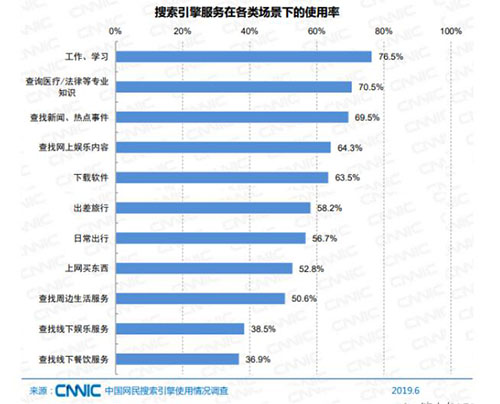 搜索引擎服务在各类场景下的使用率
0% 20% 40% 60% 80% 100%
工作、学习 76.5%
查询医疗/法律等专业 70.5%
知识
查找新闻、热点事件 69.5%
查找网上娱乐内容 64.3%
下载软件 63.5%
出差旅行 58.2%
日常出行 56.7%
上网买东西 52.8%
查找周边生活服务 50.6%
查找线下娱乐服务 38.5%
查找线下餐饮服务 36.9%
来源：CNNIC 中国网民搜索引擎使用情况调查 2019.6